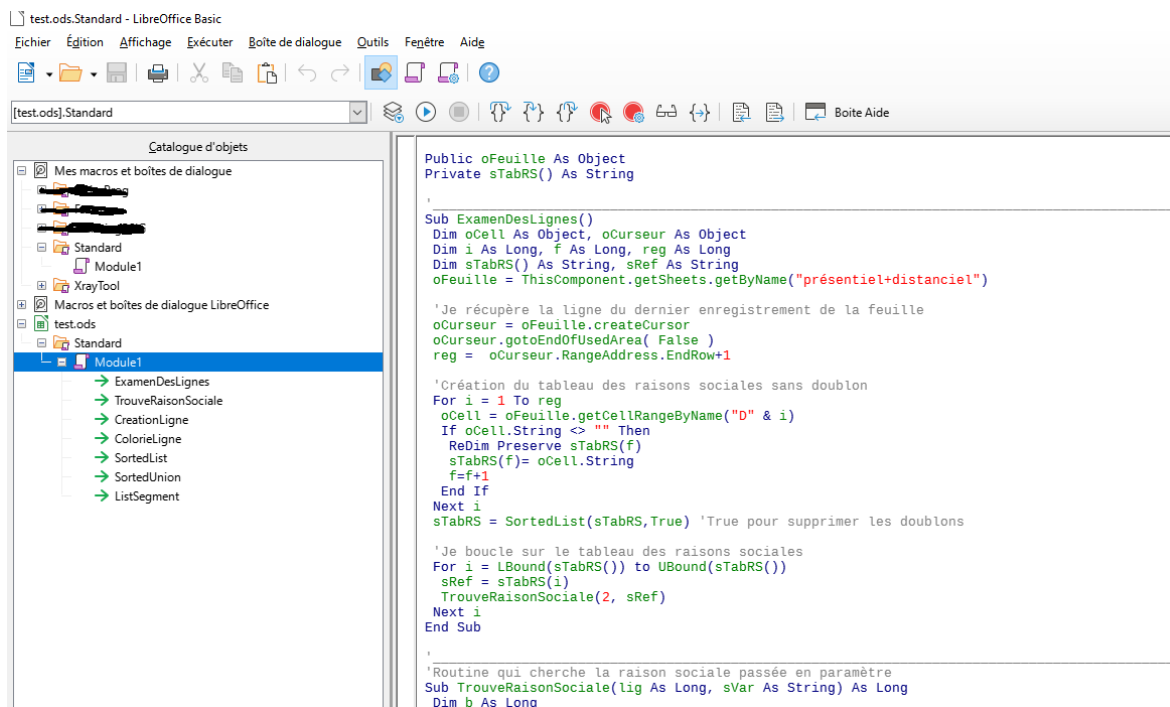 test.ods.Standard - LibreOffice Basic
Fichier Édition Affichage Exécuter Boîte de dialogue Outils Fenêtre Aide
[test.ods].Standard
Boite Aide
Catalogue d'objets
Mes macros et boîtes de dialogue
Standard
Module1
XrayTool
Macros et boîtes de dialogue LibreOffice
test.ods
Standard
Module1
ExamenDesLignes
TrouveRaisonSociale
CreationLigne
ColorieLigne
SortedList
SortedUnion
ListSegment
Public oFeuille As Object
Private sTabRS() As String
'
Sub ExamenDesLignes()
Dim oCell As Object, oCurseur As Object
Dim i As Long, f As Long, reg As Long
Dim sTabRS() As String, sRef As String
oFeuille = ThisComponent.getSheets.getByName("présentiel+distanciel")
'Je récupère la ligne du dernier enregistrement de la feuille
oCurseur = oFeuille.createCursor
oCurseur.gotoEndOfUsedArea( False )
reg =  oCurseur.RangeAddress.EndRow+1
'Création du tableau des raisons sociales sans doublon
For i = 1 To reg
oCell = oFeuille.getCellRangeByName("D" & i)
If oCell.String <> "" Then
ReDim Preserve sTabRS(f)
sTabRS(f)= oCell.String
f=f+1
End If
Next i
sTabRS = SortedList(sTabRS,True) 'True pour supprimer les doublons
'Je boucle sur le tableau des raisons sociales
For i = LBound(sTabRS()) to UBound(sTabRS())
sRef = sTabRS(i)
TrouveRaisonSociale(2, sRef)
Next i
End Sub
'
'Routine qui cherche la raison sociale passée en paramètre
Sub TrouveRaisonSociale(lig As Long, sVar As String) As Long
Dim b As Long